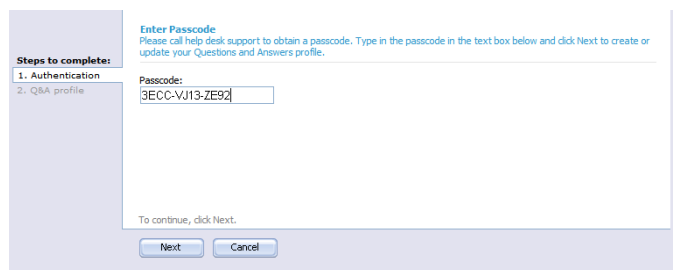 Enter Passcode
Please call help desk support to obtain a passcode. Type in the passcode in the text box below and click Next to create or
update your Questions and Answers profile.
Steps to complete:
1. Authentication
2. Q&A profile
Passcode:
3ECC-VJ13-ZE92
To continue, click Next.
Next
Cancel